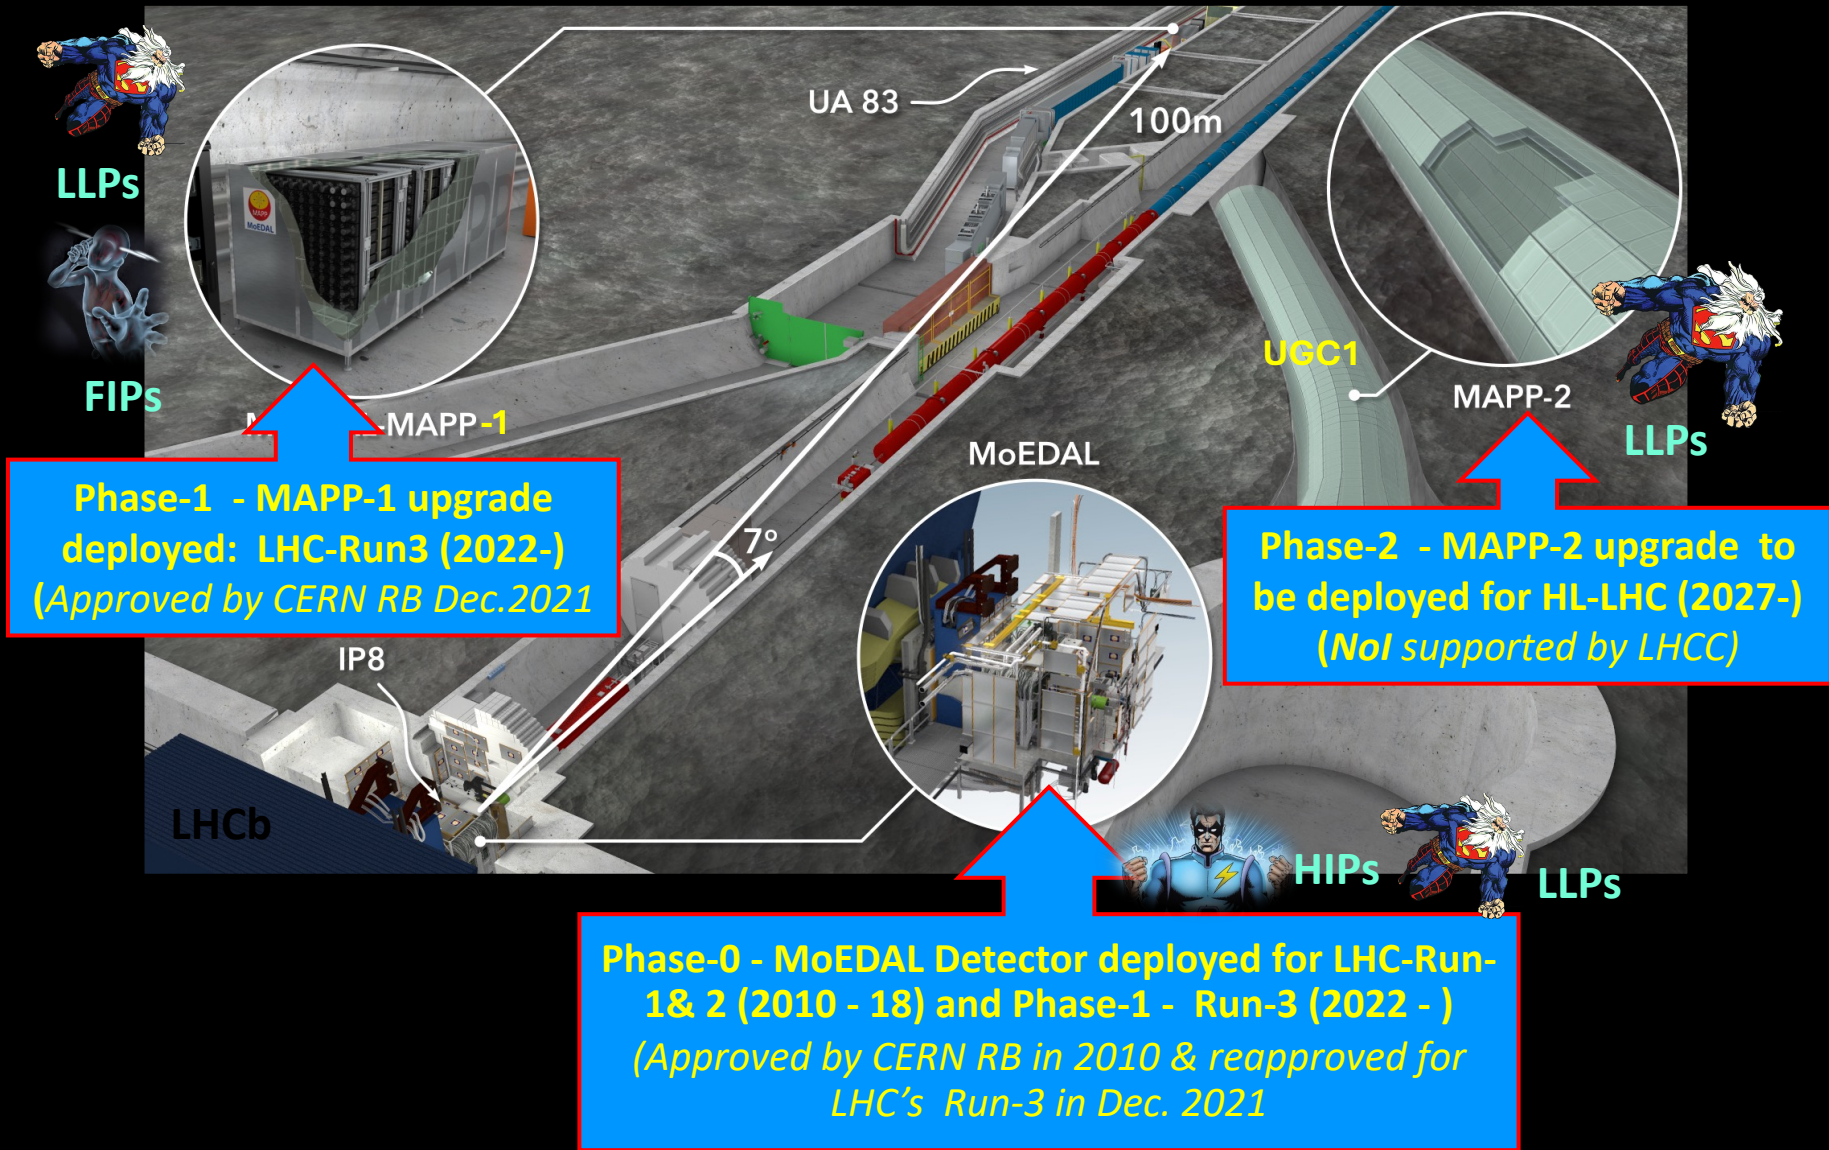 UA 83
100m
LLPs
MAPP
MoEDAL
FIPs
-MAPP-1
UGC1
MAPP-2
LLPs
MoEDAL
Phase-1 - MAPP-1 upgrade
deployed: LHC-Run3 (2022-)
(Approved by CERN RB Dec.2021
7°
Phase-2 - MAPP-2 upgrade to
be deployed for HL-LHC (2027-)
(NoI supported by LHCC)
IP8
LHCb
HIPs
LLPs
Phase-0 - MoEDAL Detector deployed for LHC-Run-
1& 2 (2010 - 18) and Phase-1 - Run-3 (2022 - )
(Approved by CERN RB in 2010 & reapproved for
LHC’s Run-3 in Dec. 2021